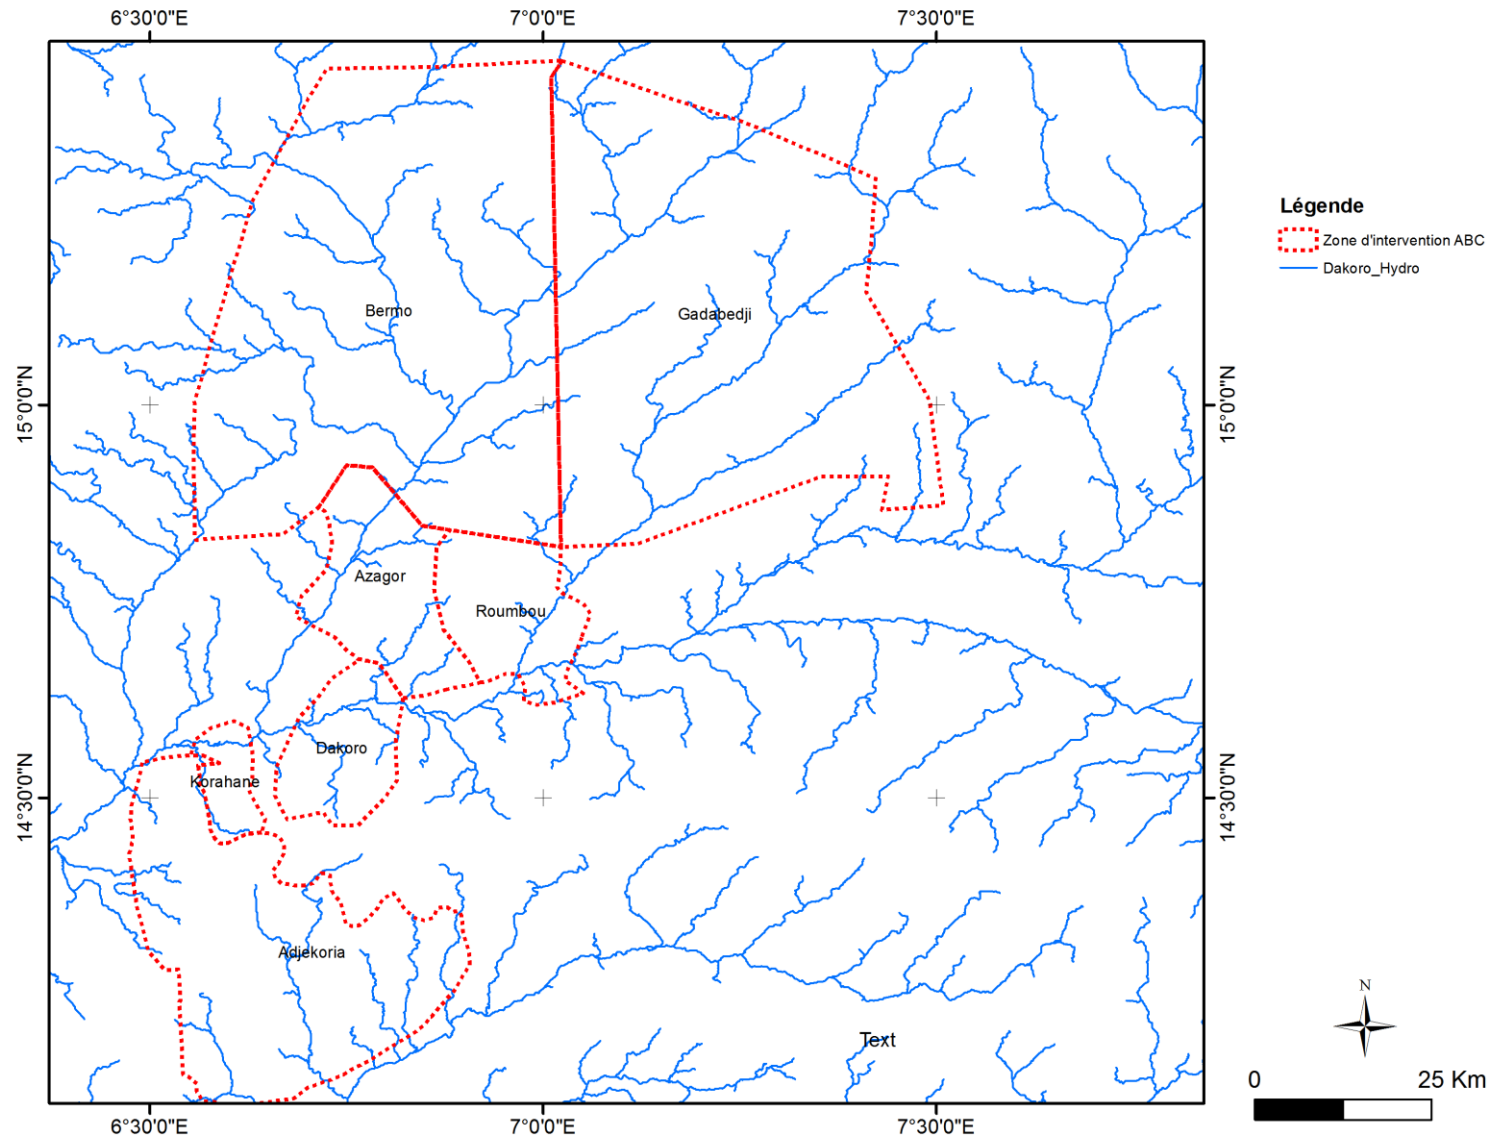 6°30'0"E
7°0'0"E
7°30'0"E
15°0'0"N
15°0'0"N
14°30'0"N
14°30'0"N
Bermo
Gadabedji
Azagor
Roumbou
Dakoro
Korahane
Adjekoria
Text
6°30'0"E
7°0'0"E
7°30'0"E
Légende
Zone d'intervention ABC
Dakoro_Hydro
N
0
25 Km